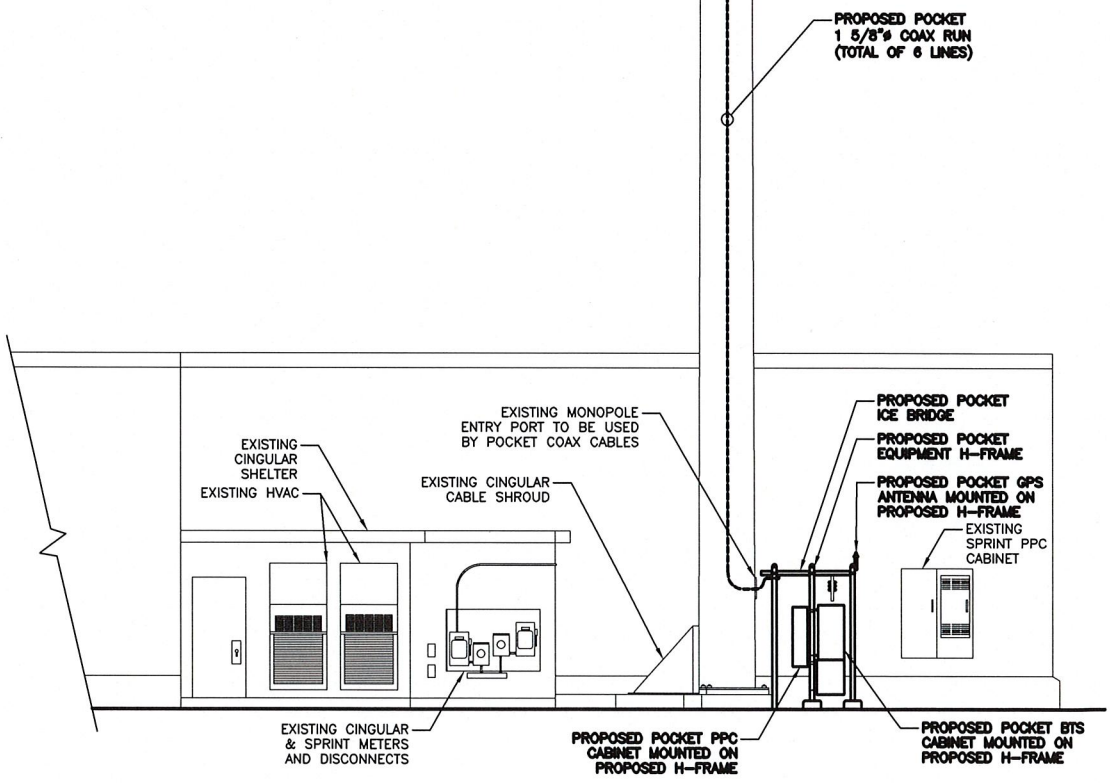 PROPOSED POCKET
1 5/8"ø COAX RUN
(TOTAL OF 6 LINES)
EXISTING MONOPOLE
ENTRY PORT TO BE USED
BY POCKET COAX CABLES
PROPOSED POCKET
ICE BRIDGE
PROPOSED POCKET
EQUIPMENT H-FRAME
EXISTING
CINGULAR
SHELTER
EXISTING HVAC
EXISTING CINGULAR
CABLE SHROUD
PROPOSED POCKET GPS
ANTENNA MOUNTED ON
PROPOSED H-FRAME
EXISTING
SPRINT PPC
CABINET
EXISTING CINGULAR
& SPRINT METERS
AND DISCONNECTS
PROPOSED POCKET PPC
CABINET MOUNTED ON
PROPOSED H-FRAME
PROPOSED POCKET BTS
CABINET MOUNTED ON
PROPOSED H-FRAME